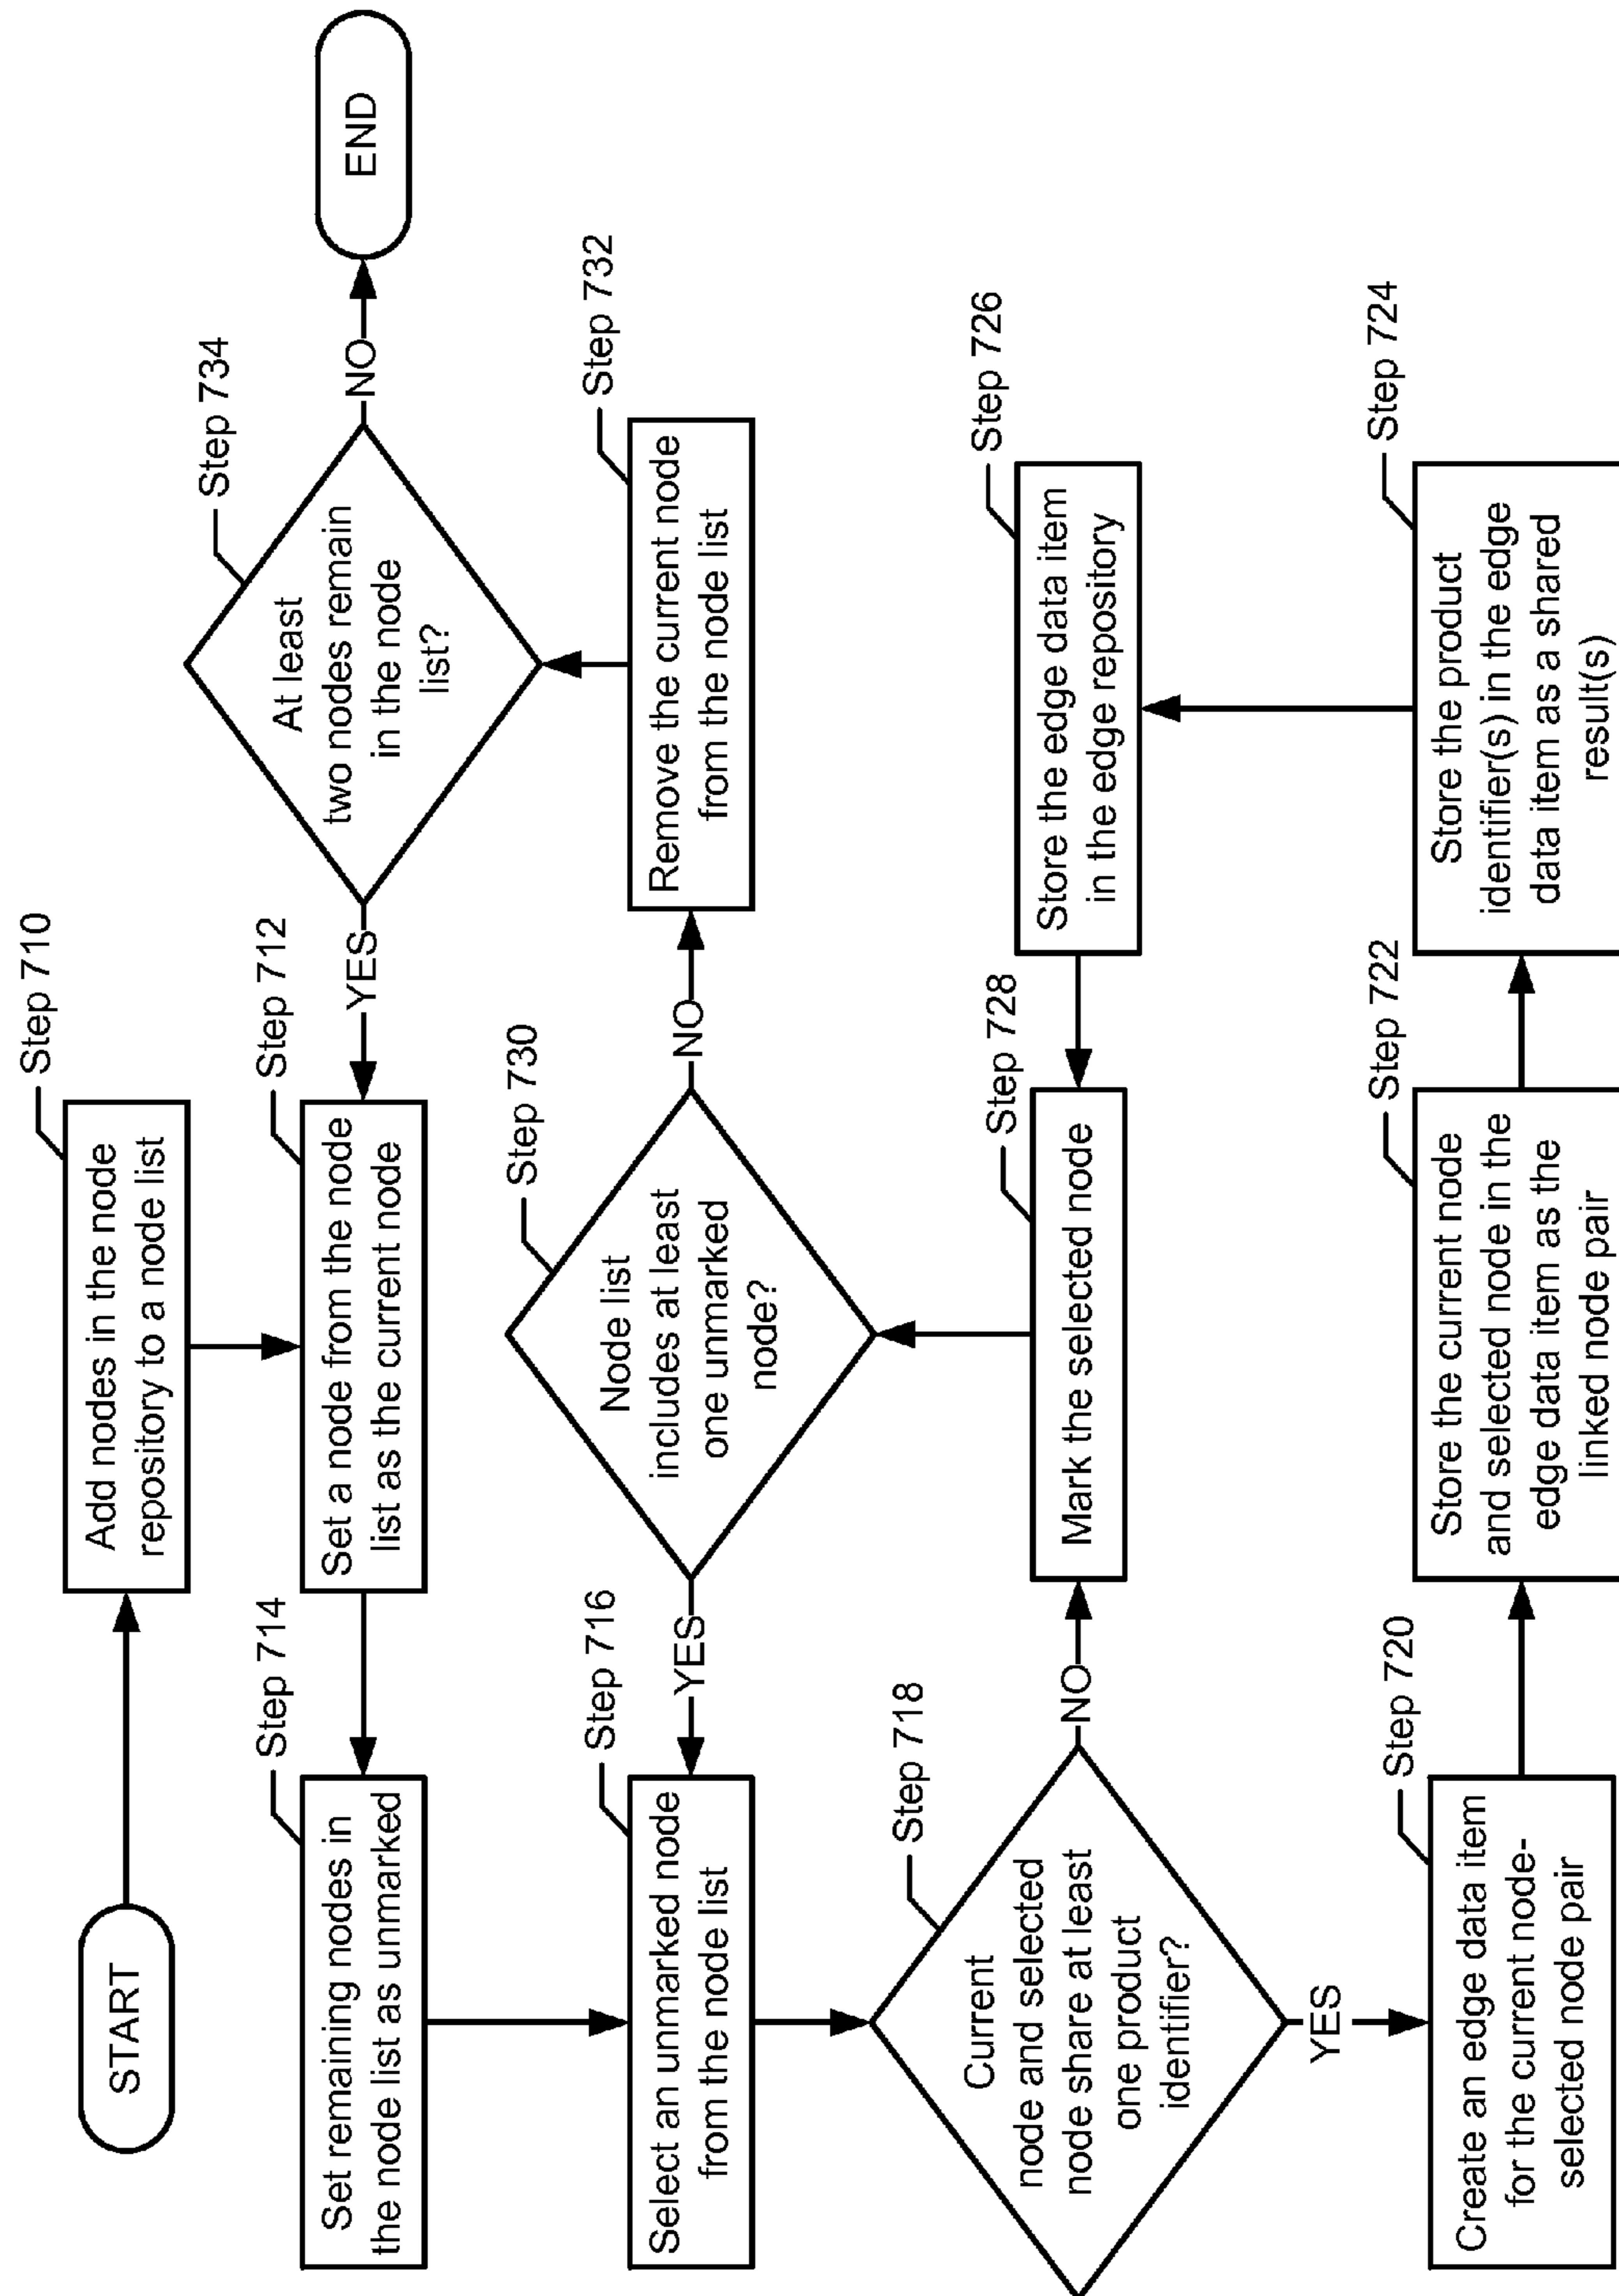 START
Step 710
Add nodes in the node
repository to a node list
Step 712
Set a node from the node
list as the current node
Step 714
Set remaining nodes in
the node list as unmarked
Step 716
Select an unmarked node
from the node list
Step 718
Current
node and selected
node share at least
one product
identifier?
YES
NO
Step 720
Create an edge data item
for the current node-
selected node pair
Step 722
Store the current node
and selected node in the
edge data item as the
linked node pair
Step 724
Store the product
identifier(s) in the edge
data item as a shared
result(s)
Step 726
Store the edge data item
in the edge repository
Step 728
Mark the selected node
Step 730
Node list
includes at least
one unmarked
node?
YES
NO
Step 732
Remove the current node
from the node list
Step 734
At least
two nodes remain
in the node
list?
YES
NO
END